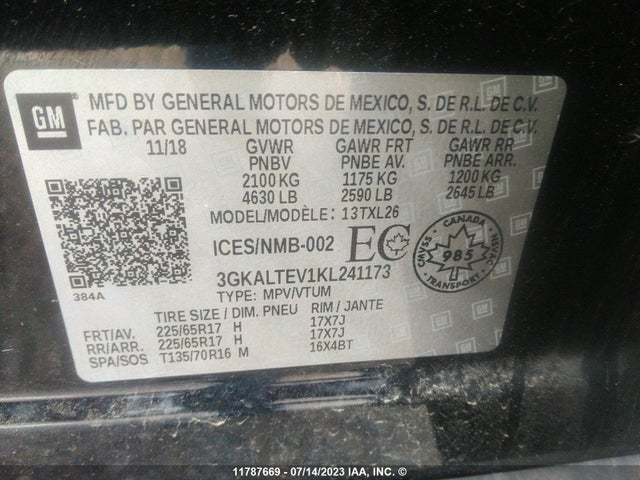 GM
MFD BY GENERAL MOTORS DE MEXICO, S. DE R.L. DE C.V.
FAB. PAR GENERAL MOTORS DE MEXICO, S. DE R.L. DE C.V.
11/18 GVWR GAWR FRT GAWR RR
PNBV PNBE AV. PNBE ARR.
2100 KG 1175 KG 1200 KG
4630 LB 2590 LB 2645 LB
MODEL/MODÈLE: 13TXL26
ICES/NMB-002 EC
CANADA
CMVSS 985 NSVAC
3GKALTEV1KL241173
384A
TYPE: MPV/VTUM
TIRE SIZE / DIM. PNEU RIM / JANTE
FRT/AV. 225/65R17 H 17X7J
RR/ARR. 225/65R17 H 17X7J
SPA/SOS T135/70R16 M 16X4BT
11787669 - 07/14/2023 IAA, INC. ©